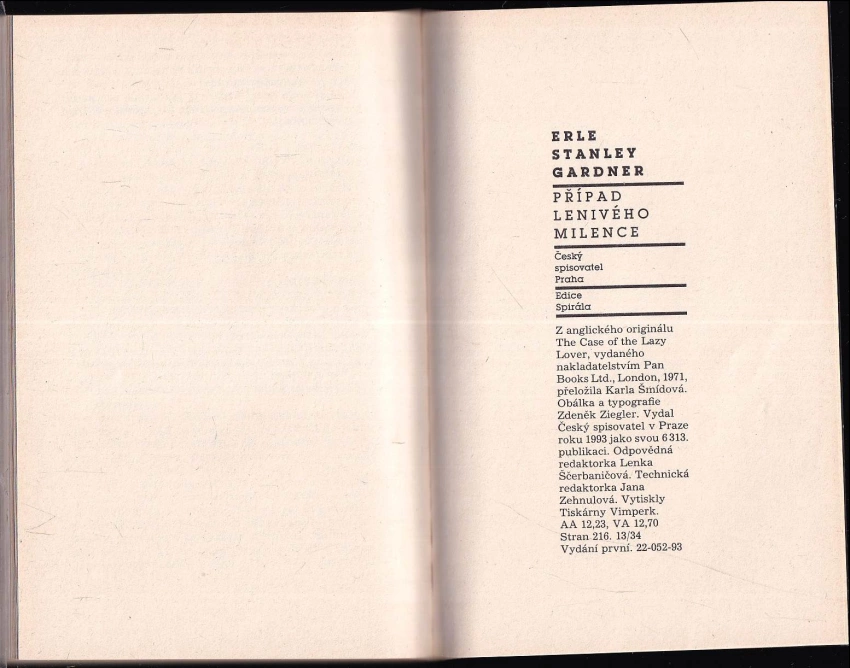 ERLE
STANLEY
GARDNER
PŘÍPAD
LENIVÉHO
MILENCE
Český
spisovatel
Praha
Edice
Spirála
Z anglického originálu
The Case of the Lazy
Lover, vydaného
nakladatelstvím Pan
Books Ltd., London, 1971,
přeložila Karla Šmídová.
Obálka a typografie
Zdeněk Ziegler. Vydal
Český spisovatel v Praze
roku 1993 jako svou 6 313.
publikaci. Odpovědná
redaktorka Lenka
Ščerbaničová. Technická
redaktorka Jana
Zehnulová. Vytiskly
Tiskárny Vimperk.
AA 12,23, VA 12,70
Stran 216. 13/34
Vydání první. 22-052-93